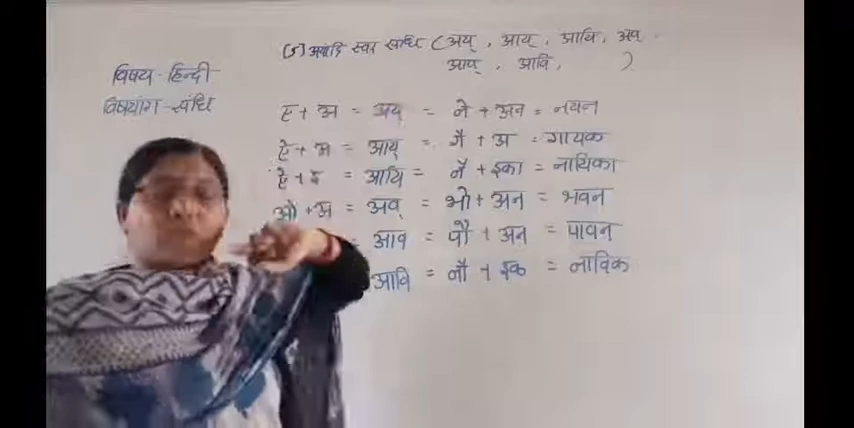 विषय - हिन्दी
विषयांग - संधि
(5) अयादि स्वर संधि ( अय् , आय् , आयि , अव् .
आव् , आवि , )
ए + अ = अय् = ने + अन = नयन
ऐ + अ = आय् = गै + अ = गायक
ऐ + इ = आयि = नै + इका = नायिका
ओ + अ = अव् = भो + अन = भवन
= आव = पौ + अन = पावन
आवि = नौ + इक = नाविक